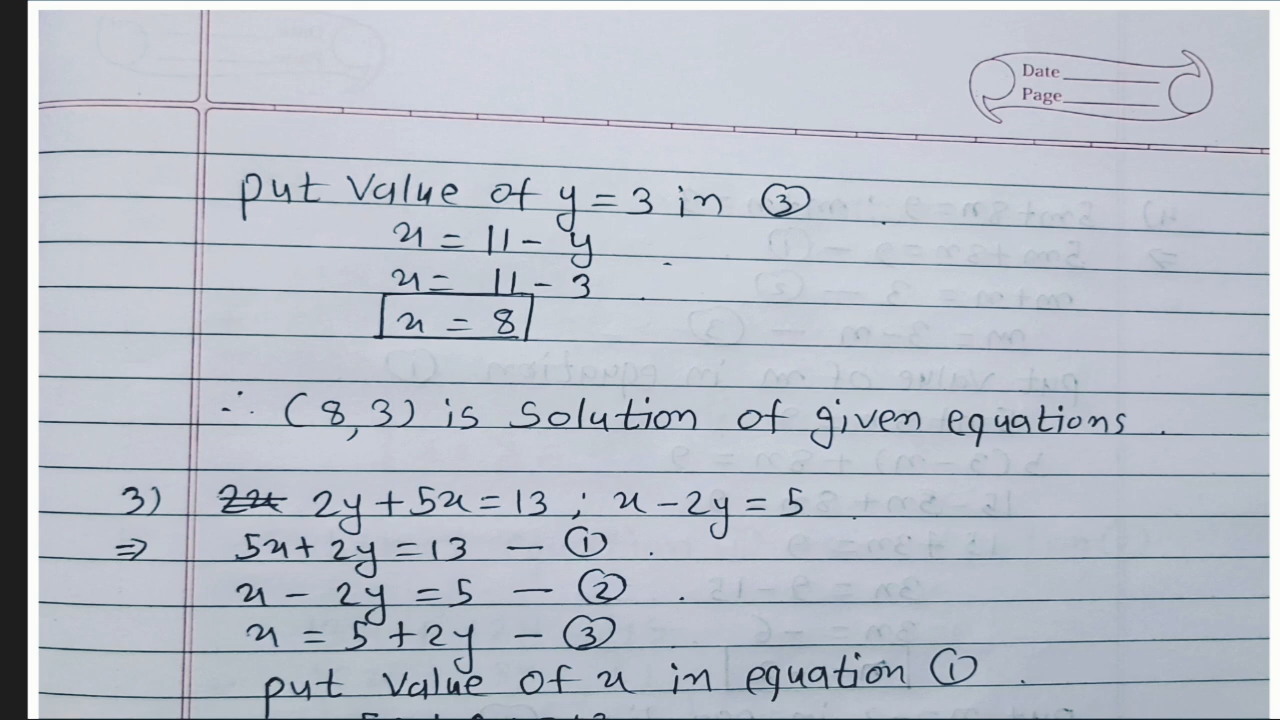 Date
Page
put value of y = 3 in ③
x = 11 - y
x = 11 - 3
x = 8
∴ (8,3) is solution of given equations.
3) 2y + 5x = 13 ; x - 2y = 5
⇒ 5x + 2y = 13 — ①
x - 2y = 5 — ②
x = 5 + 2y — ③
put value of x in equation ①